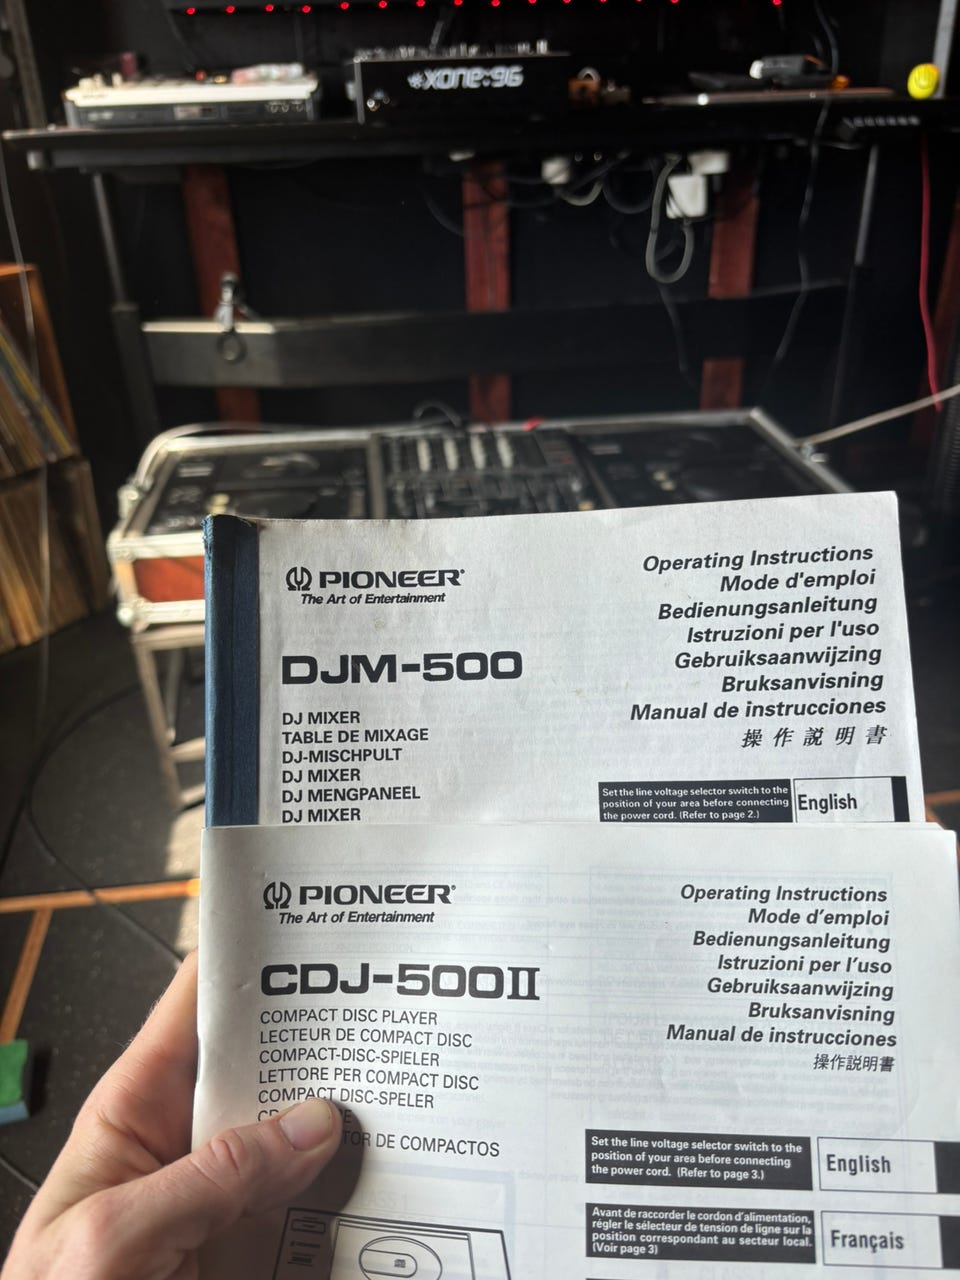 XONE:96
PIONEER®
The Art of Entertainment
DJM-500
DJ MIXER
TABLE DE MIXAGE
DJ-MISCHPULT
DJ MIXER
DJ MENGPANEEL
DJ MIXER
Operating Instructions
Mode d'emploi
Bedienungsanleitung
Istruzioni per l'uso
Gebruiksaanwijzing
Bruksanvisning
Manual de instrucciones
操作説明書
Set the line voltage selector switch to the
position of your area before connecting
the power cord. (Refer to page 2.)
English
PIONEER®
The Art of Entertainment
CDJ-500II
COMPACT DISC PLAYER
LECTEUR DE COMPACT DISC
COMPACT-DISC-SPIELER
LETTORE PER COMPACT DISC
COMPACT DISC-SPELER
TOR DE COMPACTOS
Operating Instructions
Mode d'emploi
Bedienungsanleitung
Istruzioni per l'uso
Gebruiksaanwijzing
Bruksanvisning
Manual de instrucciones
操作説明書
Set the line voltage selector switch to the
position of your area before connecting
the power cord. (Refer to page 3.)
English
Avant de raccorder le cordon d'alimentation,
régler le sélecteur de tension de ligne sur la
position correspondant au secteur local.
(Voir page 3)
Français